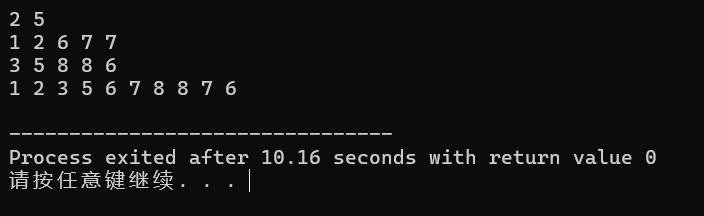 2 5
1 2 6 7 7
3 5 8 8 6
1 2 3 5 6 7 8 8 7 6
--------------------------------
Process exited after 10.16 seconds with return value 0
请按任意键继续. . .